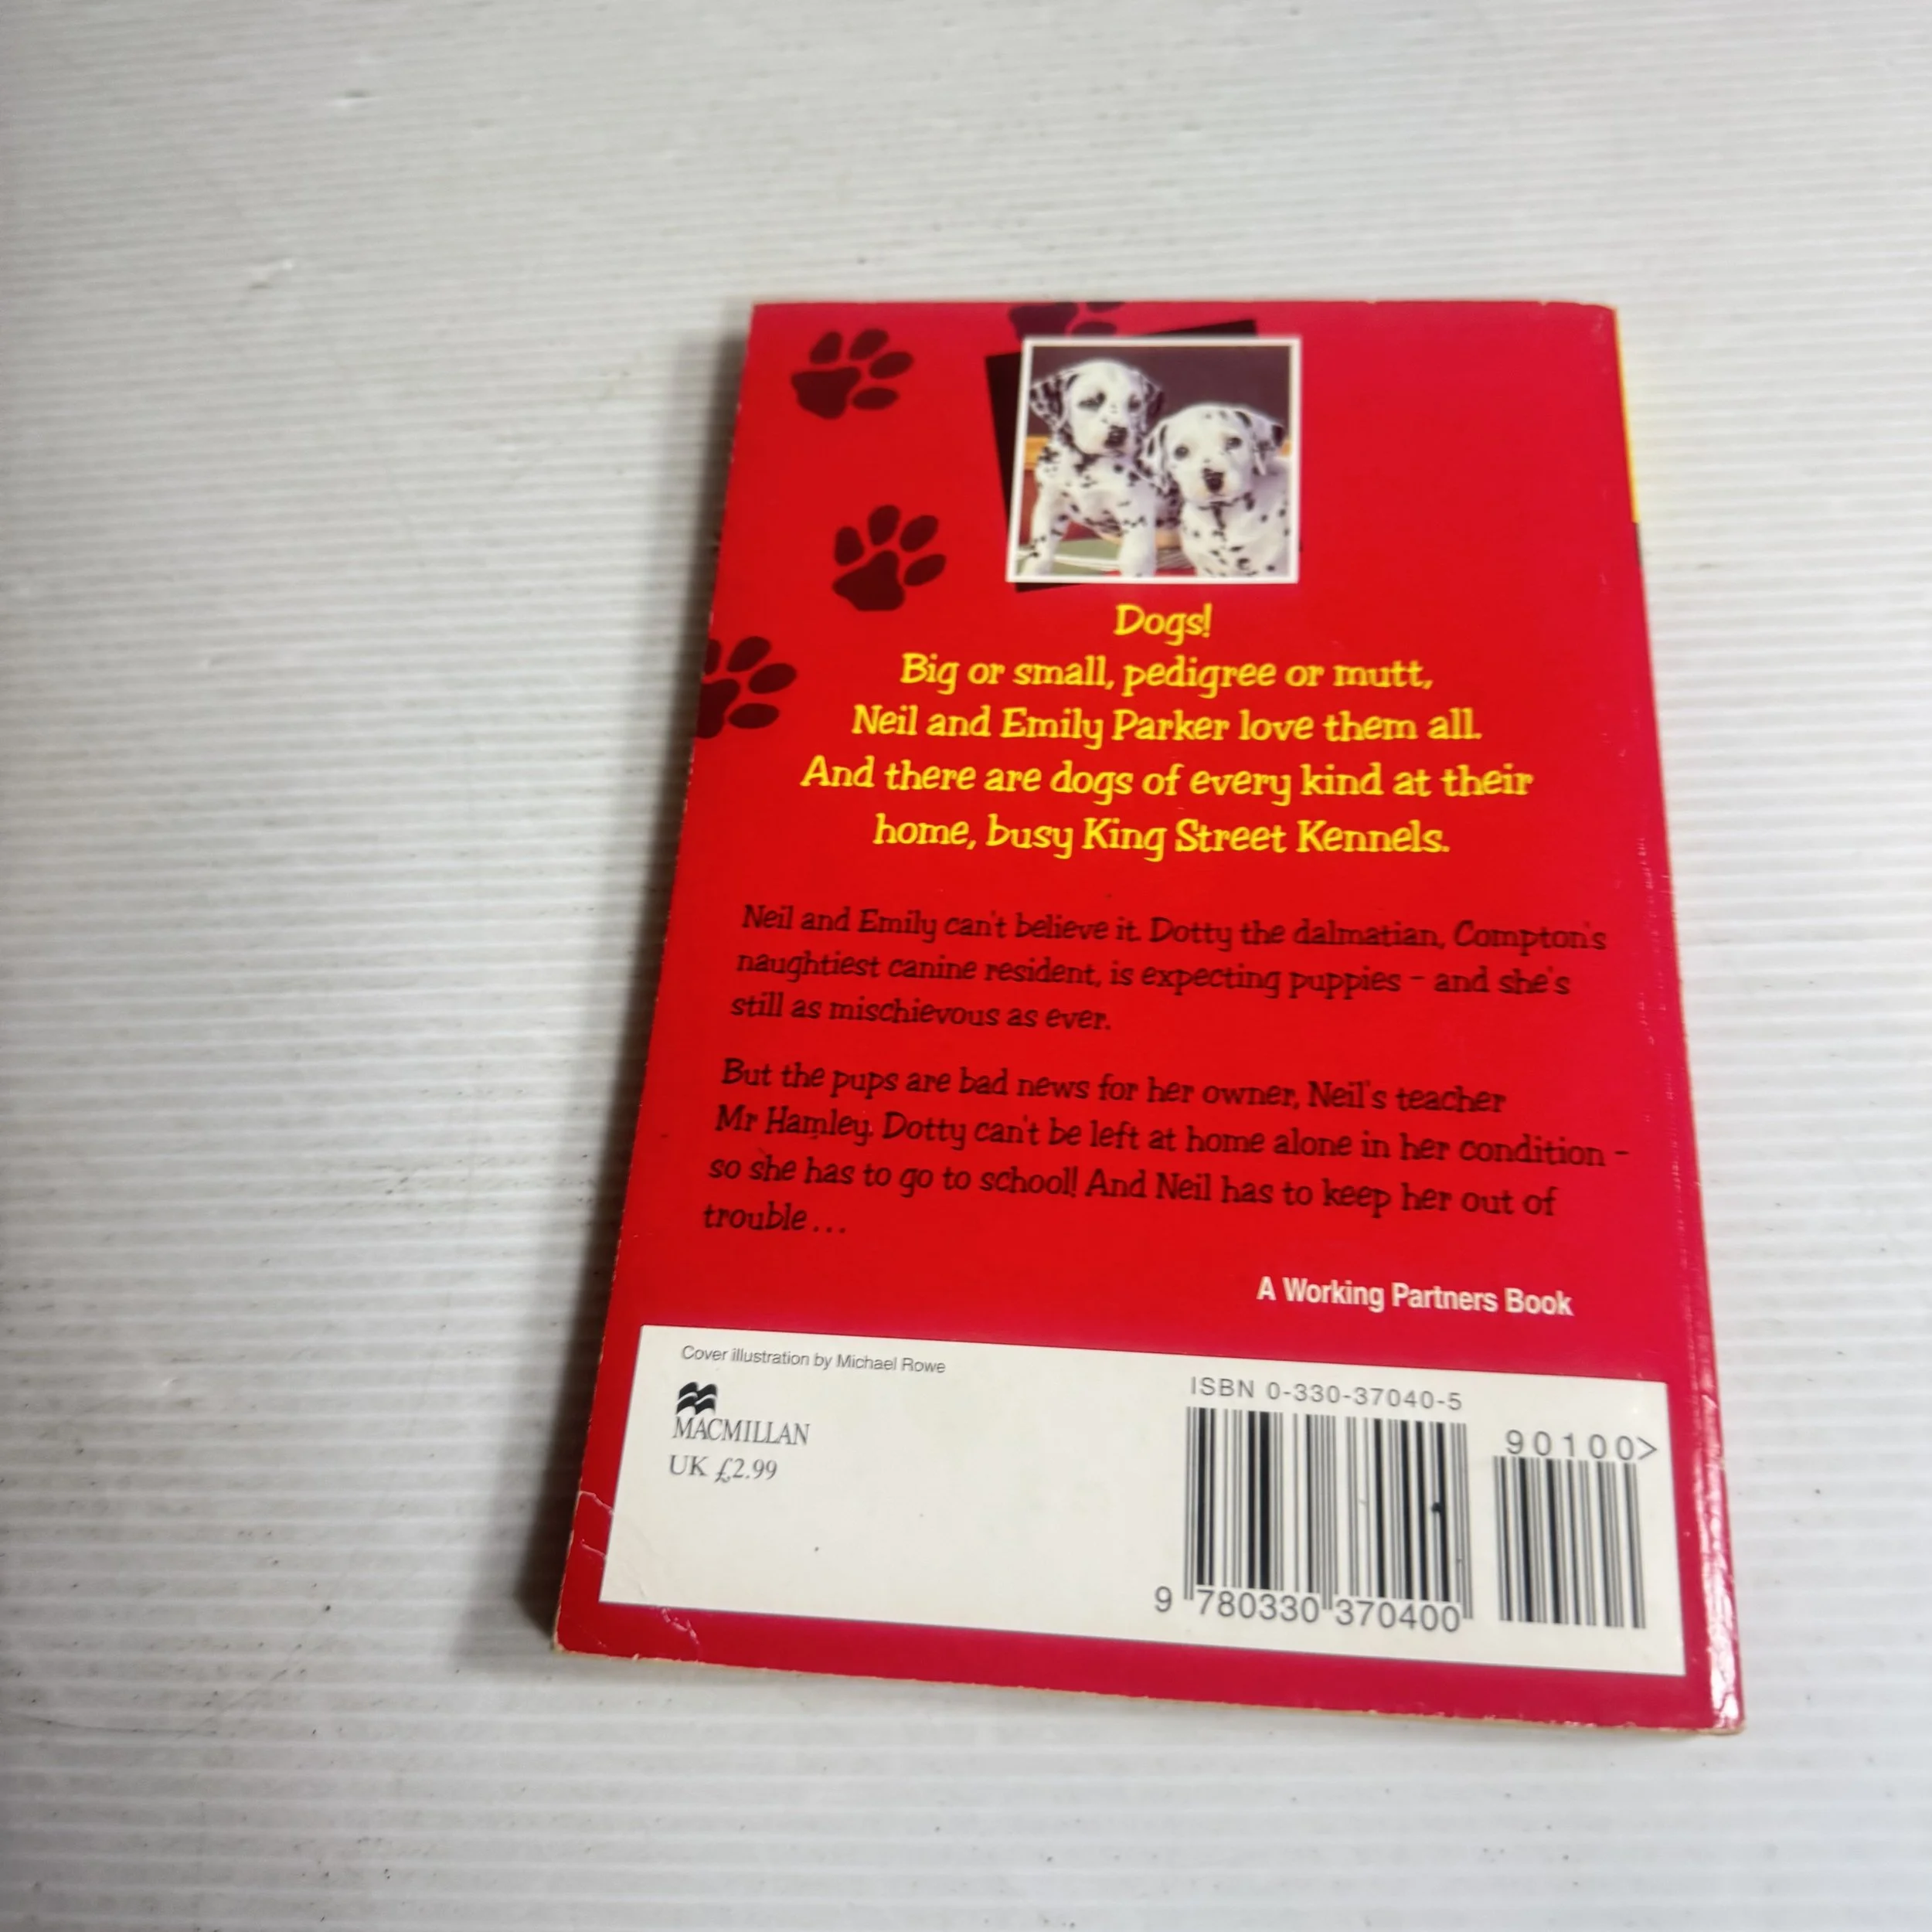 Dogs!
Big or small, pedigree or mutt,
Neil and Emily Parker love them all.
And there are dogs of every kind at their
home, busy King Street Kennels.
Neil and Emily can't believe it. Dotty the dalmatian, Compton's
naughtiest canine resident, is expecting puppies – and she's
still as mischievous as ever.
But the pups are bad news for her owner, Neil's teacher
Mr Hamley. Dotty can't be left at home alone in her condition –
so she has to go to school! And Neil has to keep her out of
trouble...
A Working Partners Book
Cover illustration by Michael Rowe
MACMILLAN
UK £2.99
ISBN 0-330-37040-5
90100>
9 780330 370400